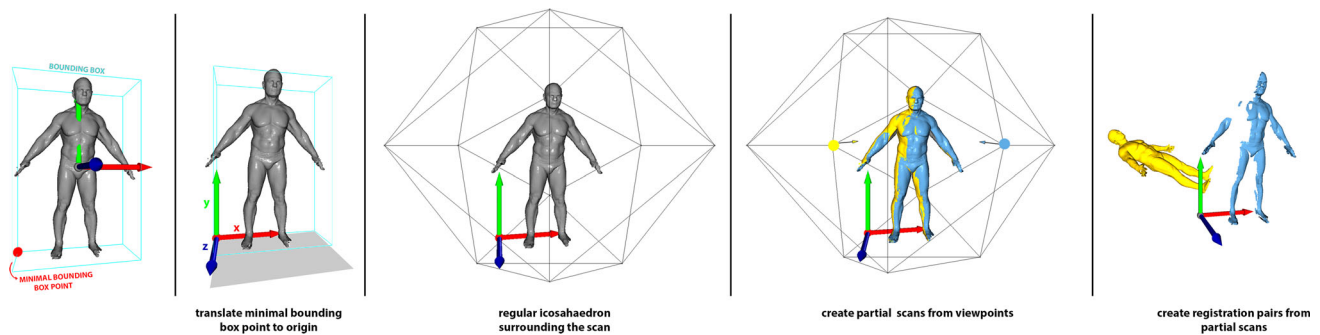 BOUNDING BOX
MINIMAL BOUNDING
BOX POINT
y
x
z
translate minimal bounding
box point to origin
regular icosahaedron
surrounding the scan
create partial scans from viewpoints
create registration pairs from
partial scans